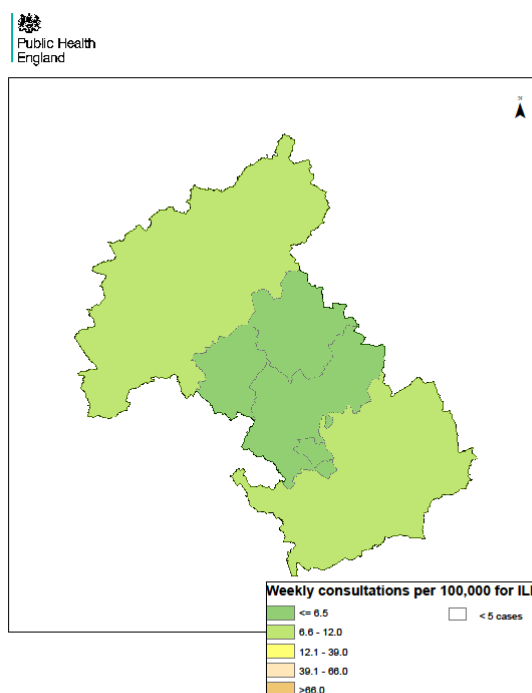 Public Health
England
Weekly consultations per 100,000 for ILI
<= 6.5
< 5 cases
6.6 - 12.0
12.1 - 39.0
39.1 - 66.0
>66.0